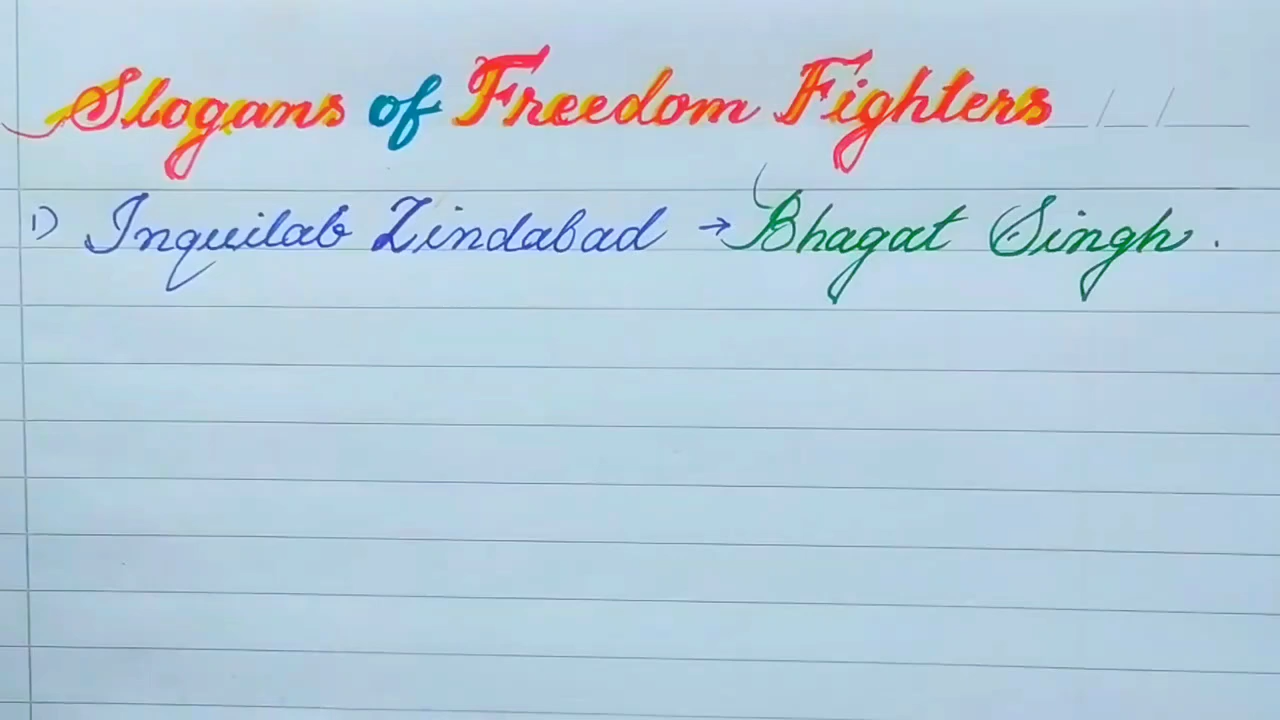 Slogans of Freedom Fighters
1) Inquilab Zindabad → Bhagat Singh.